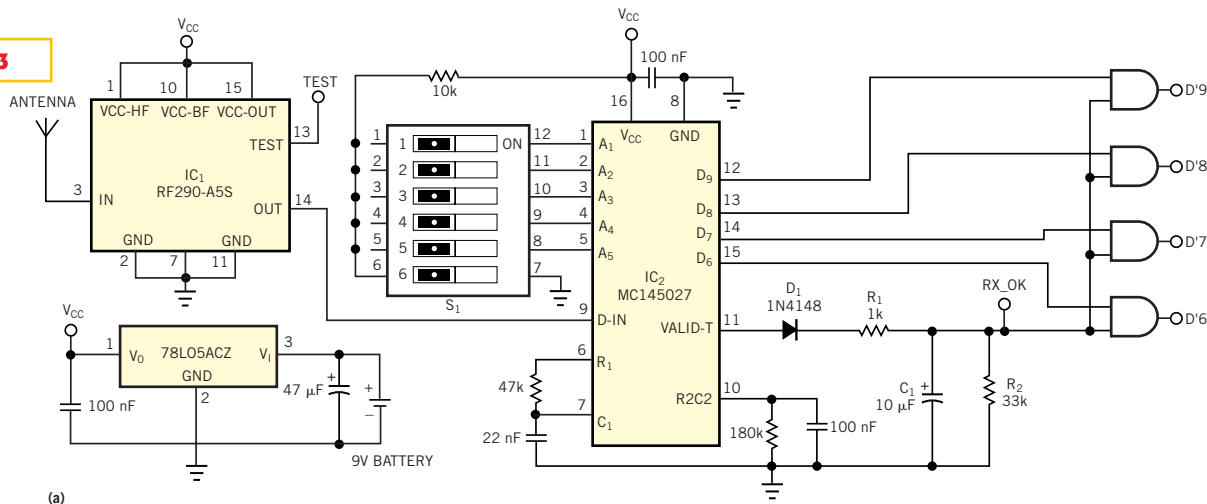 3
ANTENNA
VCC
1
10
15
VCC-HF
VCC-BF
VCC-OUT
TEST
13
TEST
IC1
RF290-A5S
3
IN
14
OUT
GND
GND
2
7
11
VCC
1
VO
78LO5ACZ
VI
3
GND
2
100 nF
47 μF
+
+
–
9V BATTERY
10k
1
1
ON
12
2
2
11
3
3
10
4
4
9
5
5
8
6
6
7
S1
VCC
100 nF
16
8
VCC
GND
1
A1
2
A2
3
A3
4
A4
5
A5
IC2
MC145027
9
D-IN
6
R1
7
C1
47k
22 nF
12
D9
13
D8
14
D7
15
D6
11
VALID-T
10
R2C2
180k
100 nF
D1
1N4148
R1
1k
RX_OK
C1
10 μF
+
R2
33k
D'9
D'8
D'7
D'6
(a)